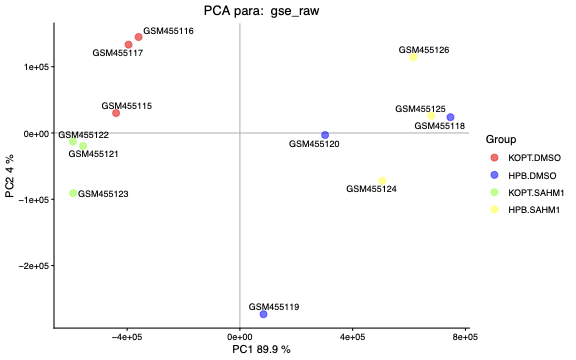 PCA para: gse_raw
GSM455116
GSM455117
GSM455126
1e+05
GSM455115
GSM455125
GSM455118
GSM455122
0e+00
GSM455120
GSM455121
GSM455124
GSM455123
−1e+05
−2e+05
GSM455119
PC2 4 %
−4e+05
0e+00
4e+05
8e+05
PC1 89.9 %
Group
KOPT.DMSO
HPB.DMSO
KOPT.SAHM1
HPB.SAHM1